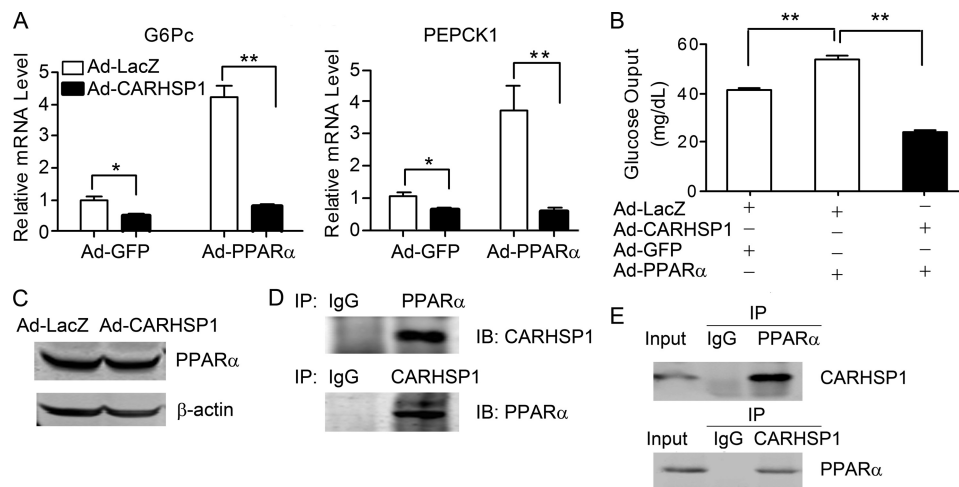 A
G6Pc
Relative mRNA Level
5
4
3
2
1
0
Ad-LacZ
Ad-CARHSP1
*
**
Ad-GFP
Ad-PPARα
PEPCK1
Relative mRNA Level
5
4
3
2
1
0
*
**
Ad-GFP
Ad-PPARα
B
Glucose Ouput
(mg/dL)
60
40
20
0
** **
Ad-LacZ + + –
Ad-CARHSP1 – – +
Ad-GFP + – –
Ad-PPARα – + +
C
Ad-LacZ Ad-CARHSP1
PPARα
β-actin
D
IP: IgG PPARα
IB: CARHSP1
IP: IgG CARHSP1
IB: PPARα
E
IP
Input IgG PPARα
CARHSP1
IP
Input IgG CARHSP1
PPARα